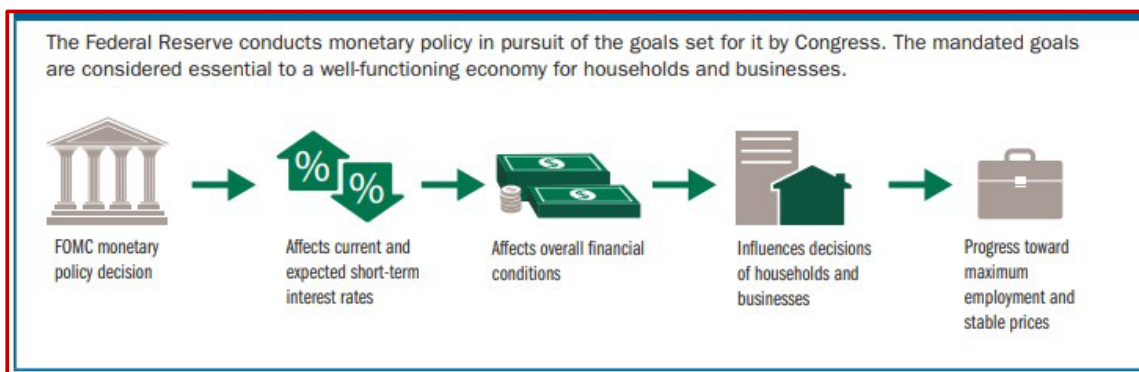 The Federal Reserve conducts monetary policy in pursuit of the goals set for it by Congress. The mandated goals
are considered essential to a well-functioning economy for households and businesses.
%
%
FOMC monetary
policy decision
Affects current and
expected short-term
interest rates
Affects overall financial
conditions
Influences decisions
of households and
businesses
Progress toward
maximum
employment and
stable prices